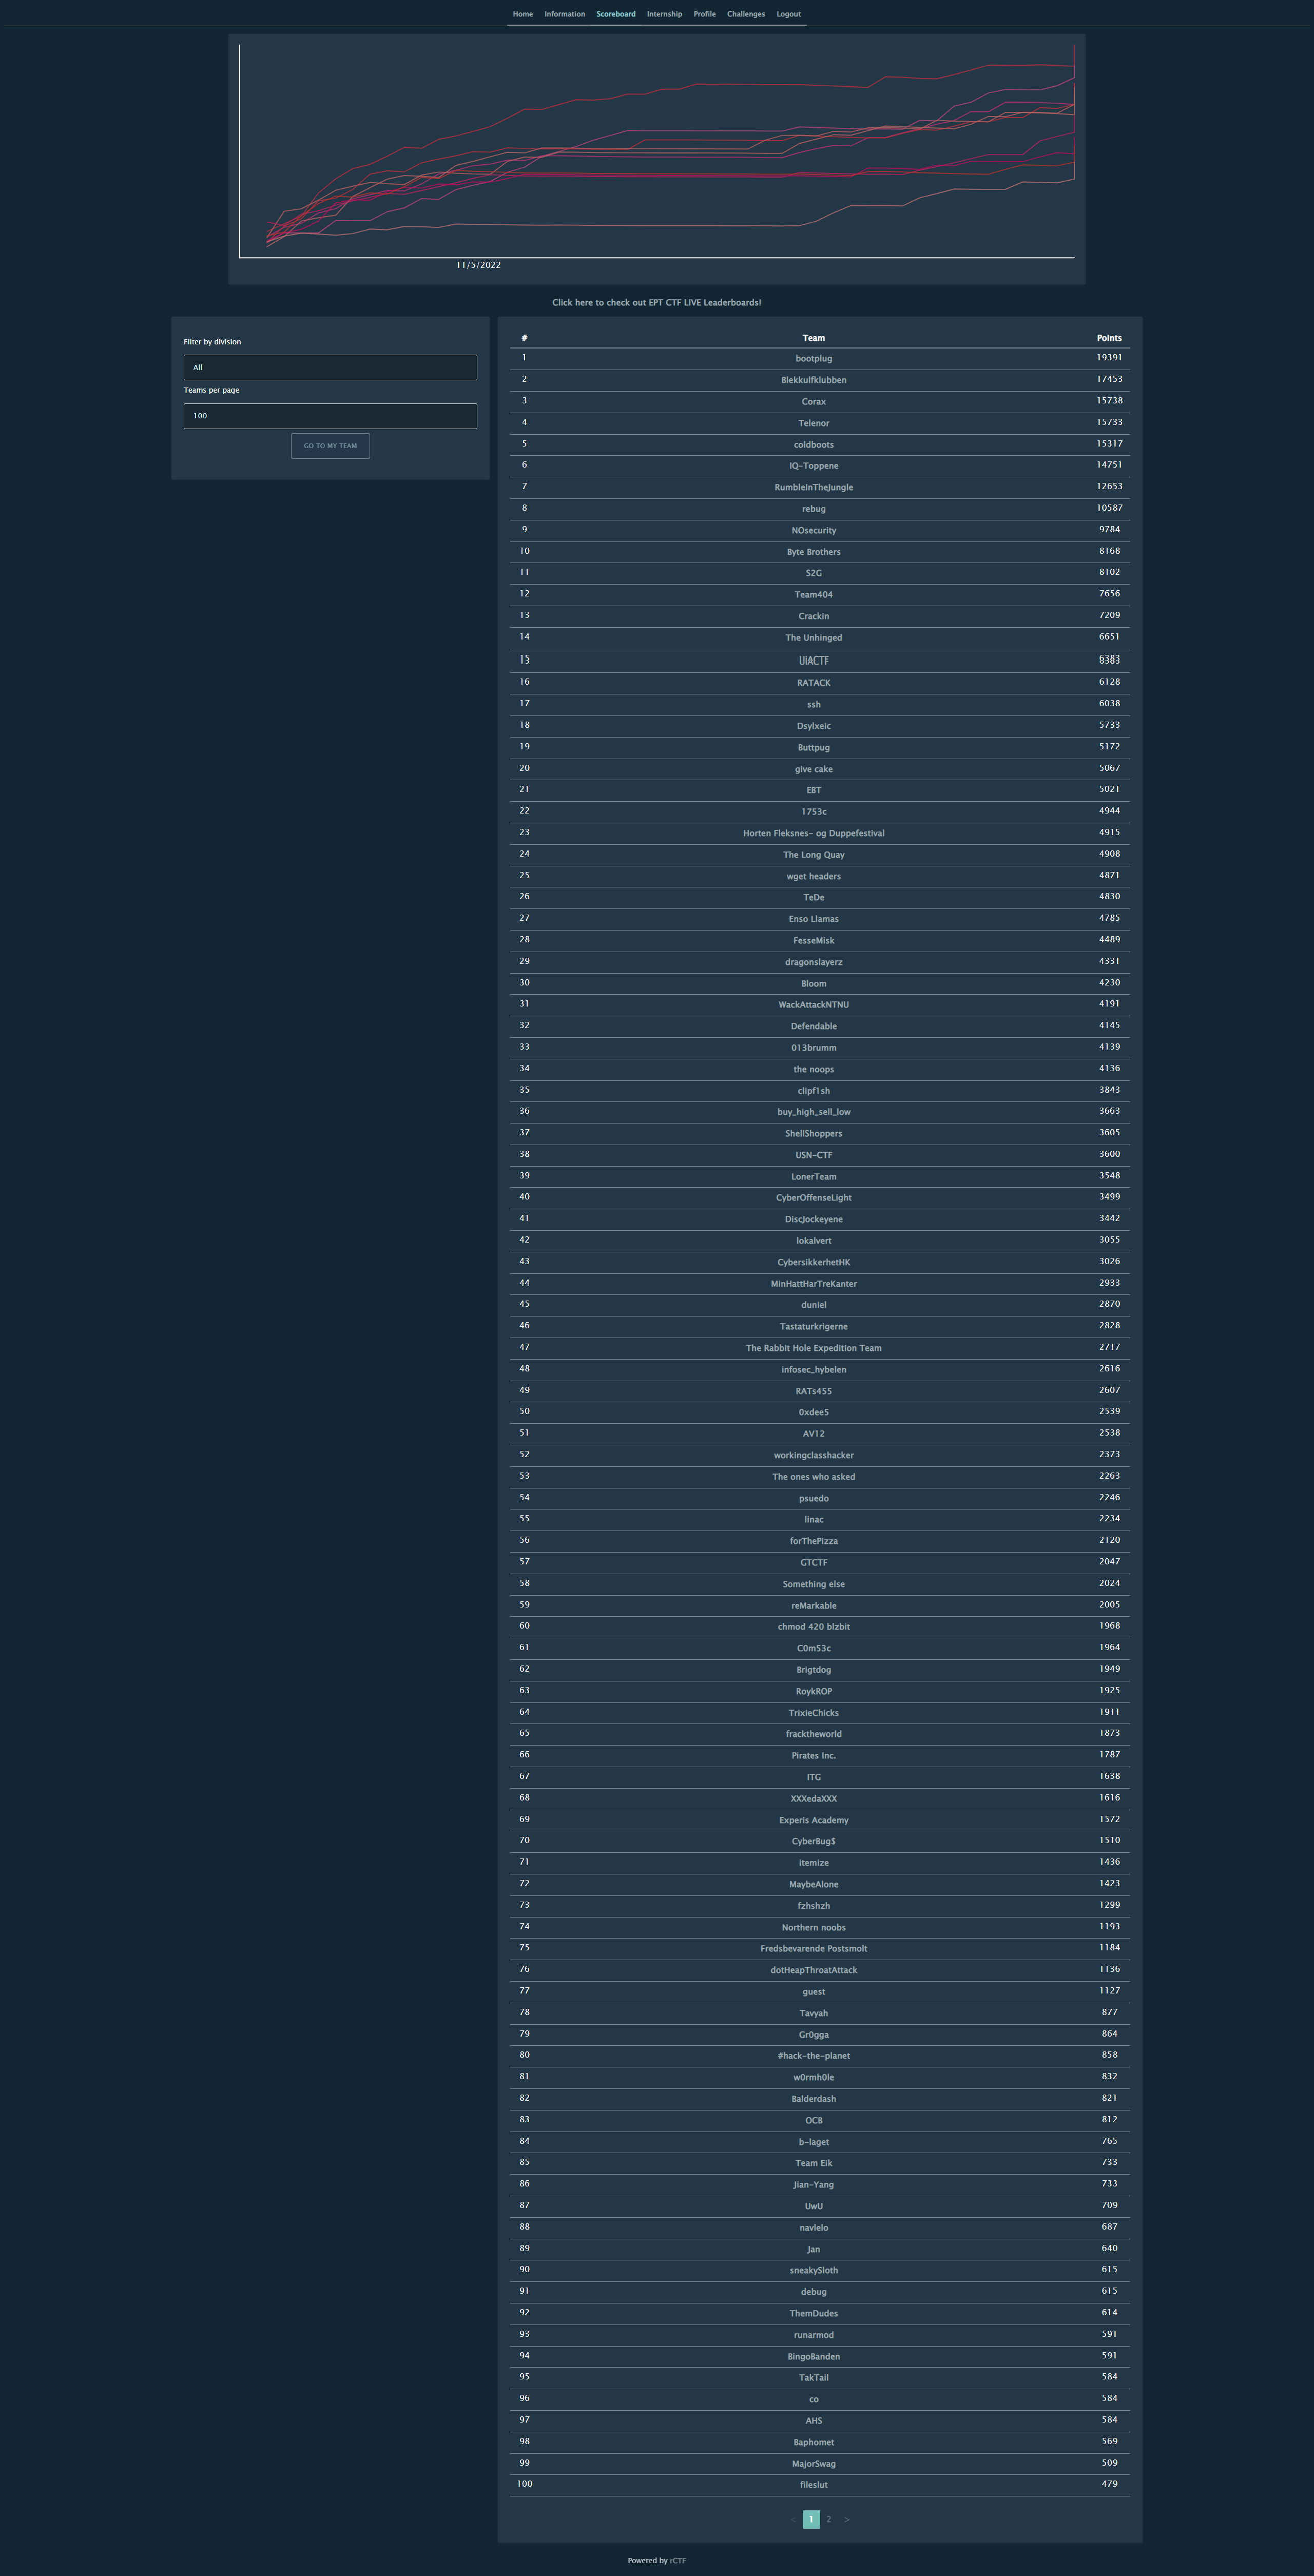 Home Information Scoreboard Internship Profile Challenges Logout
11/5/2022
Click here to check out EPT CTF LIVE Leaderboards!
Filter by division
All
Teams per page
100
GO TO MY TEAM
# Team Points
1 bootplug 19391
2 Blekkulfklubben 17453
3 Corax 15738
4 Telenor 15733
5 coldboots 15317
6 IQ-Toppene 14751
7 RumbleInTheJungle 12653
8 rebug 10587
9 NOsecurity 9784
10 Byte Brothers 8168
11 S2G 8102
12 Team404 7656
13 Crackin 7209
14 The Unhinged 6651
15 UiACTF 6383
16 RATACK 6128
17 ssh 6038
18 Dsylxeic 5733
19 Buttpug 5172
20 give cake 5067
21 EBT 5021
22 1753c 4944
23 Horten Fleksnes- og Duppefestival 4915
24 The Long Quay 4908
25 wget headers 4871
26 TeDe 4830
27 Enso Llamas 4785
28 FesseMisk 4489
29 dragonslayerz 4331
30 Bloom 4230
31 WackAttackNTNU 4191
32 Defendable 4145
33 013brumm 4139
34 the noops 4136
35 clipf1sh 3843
36 buy_high_sell_low 3663
37 ShellShoppers 3605
38 USN-CTF 3600
39 LonerTeam 3548
40 CyberOffenseLight 3499
41 DiscJockeyene 3442
42 lokalvert 3055
43 CybersikkerhetHK 3026
44 MinHattHarTreKanter 2933
45 duniel 2870
46 Tastaturkrigerne 2828
47 The Rabbit Hole Expedition Team 2717
48 infosec_hybelen 2616
49 RATs455 2607
50 0xdee5 2539
51 AV12 2538
52 workingclasshacker 2373
53 The ones who asked 2263
54 psuedo 2246
55 linac 2234
56 forThePizza 2120
57 GTCTF 2047
58 Something else 2024
59 reMarkable 2005
60 chmod 420 blzbit 1968
61 C0m53c 1964
62 Brigtdog 1949
63 RoykROP 1925
64 TrixieChicks 1911
65 fracktheworld 1873
66 Pirates Inc. 1787
67 ITG 1638
68 XXXedaXXX 1616
69 Experis Academy 1572
70 CyberBug$ 1510
71 itemize 1436
72 MaybeAlone 1423
73 fzhshzh 1299
74 Northern noobs 1193
75 Fredsbevarende Postsmolt 1184
76 dotHeapThroatAttack 1136
77 guest 1127
78 Tavyah 877
79 Gr0gga 864
80 #hack-the-planet 858
81 w0rmh0le 832
82 Balderdash 821
83 OCB 812
84 b-laget 765
85 Team Eik 733
86 Jian-Yang 733
87 UwU 709
88 navlelo 687
89 Jan 640
90 sneakySloth 615
91 debug 615
92 ThemDudes 614
93 runarmod 591
94 BingoBanden 591
95 TakTail 584
96 co 584
97 AHS 584
98 Baphomet 569
99 MajorSwag 509
100 fileslut 479
< 1 2 >
Powered by rCTF